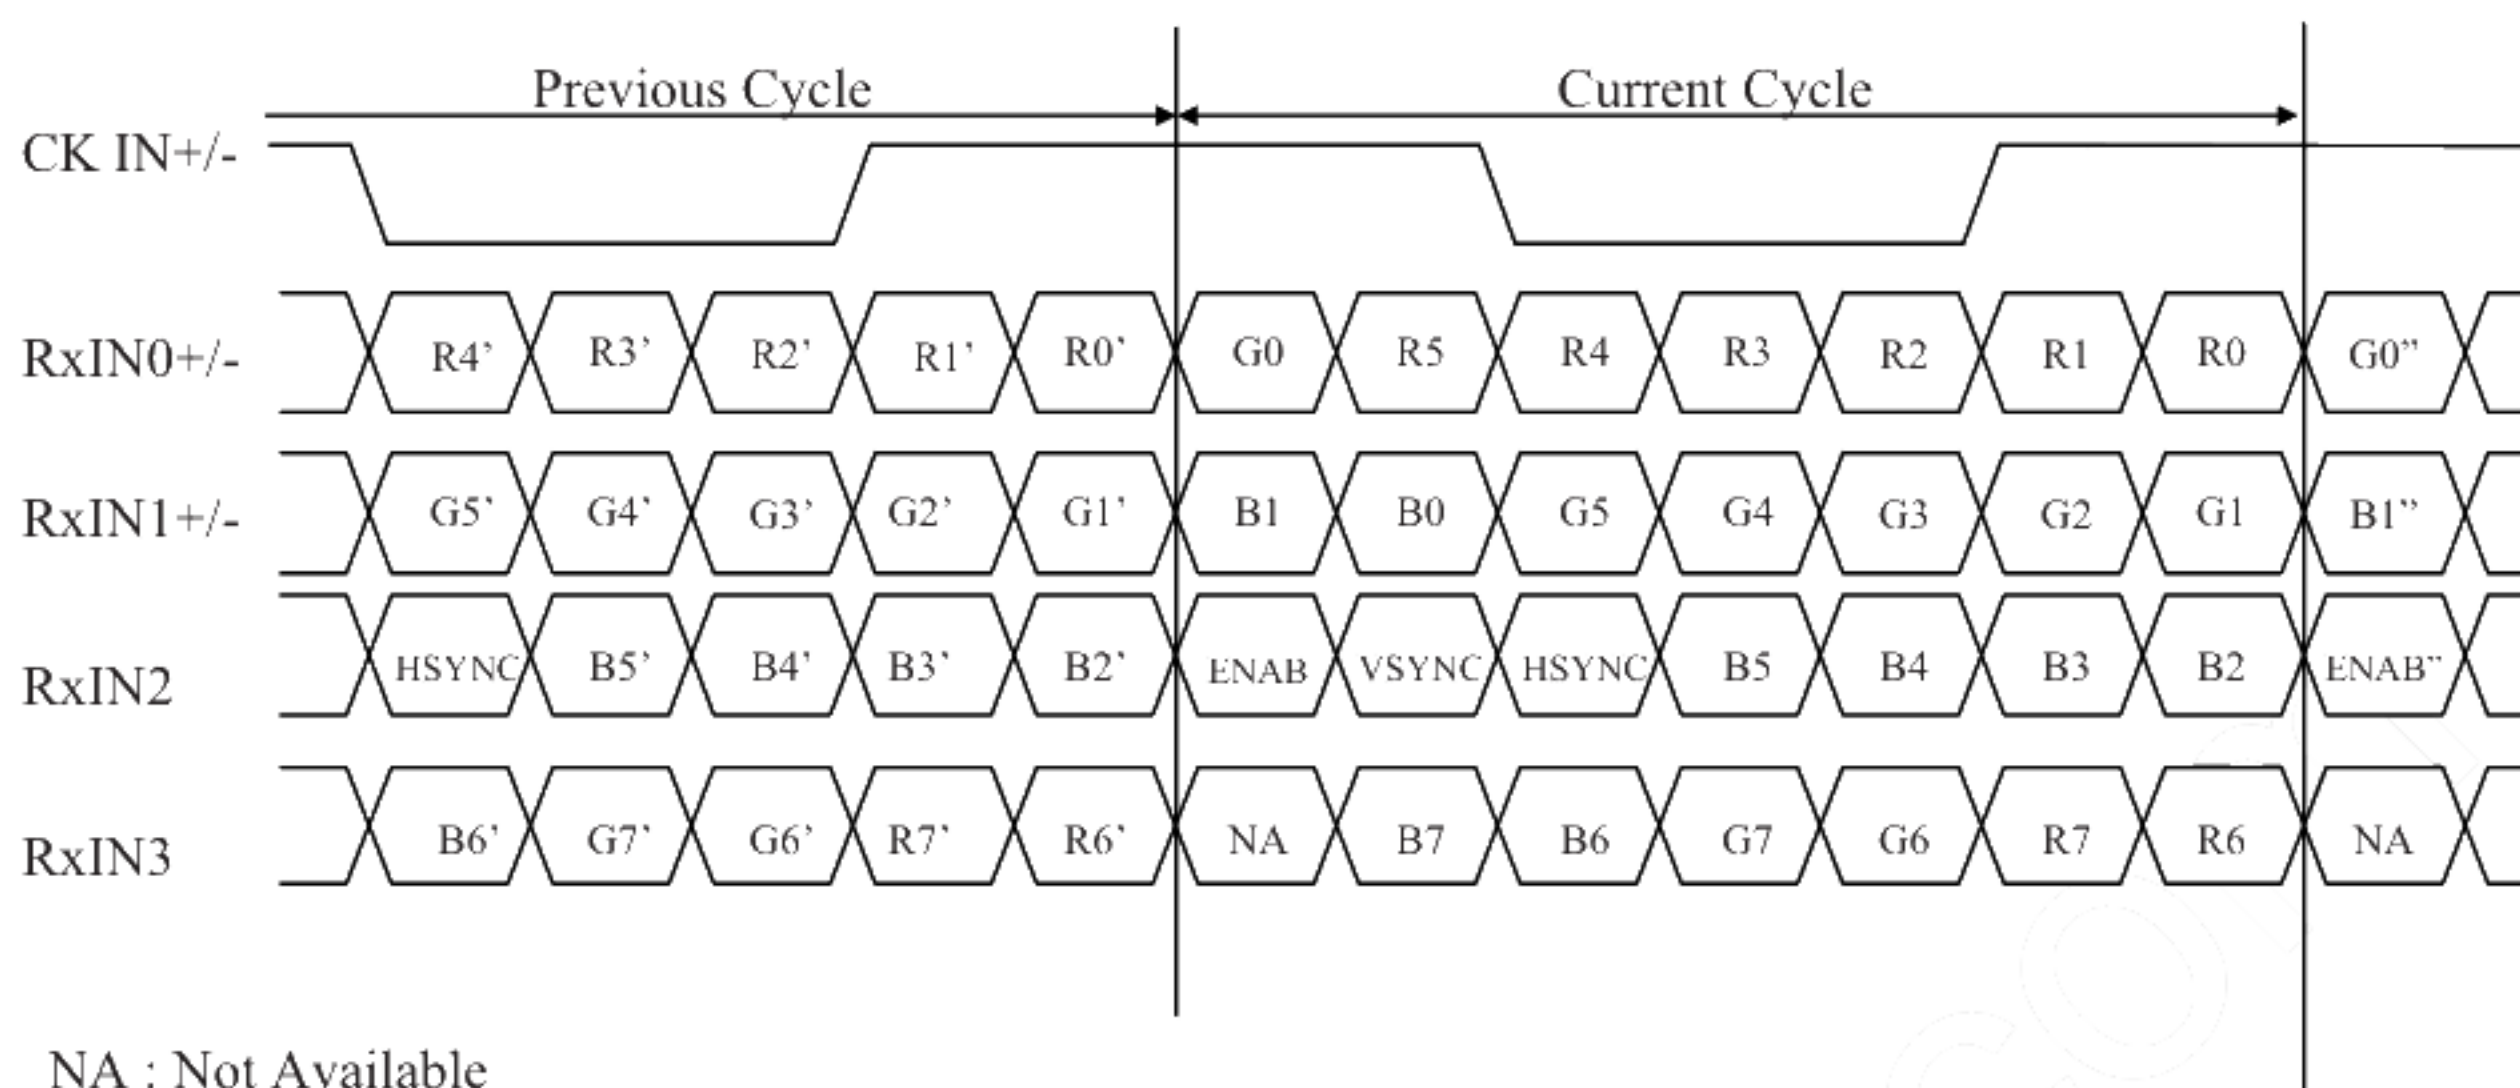 Previous Cycle Current Cycle
CK IN+/-
RxIN0+/- R4’ R3’ R2’ R1’ R0’ G0 R5 R4 R3 R2 R1 R0 G0”
RxIN1+/- G5’ G4’ G3’ G2’ G1’ B1 B0 G5 G4 G3 G2 G1 B1”
RxIN2 HSYNC B5’ B4’ B3’ B2’ ENAB VSYNC HSYNC B5 B4 B3 B2 ENAB”
RxIN3 B6’ G7’ G6’ R7’ R6’ NA B7 B6 G7 G6 R7 R6 NA
NA : Not Available